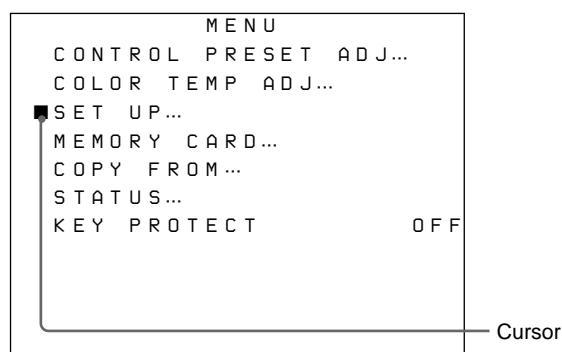 MENU
CONTROL PRESET ADJ…
COLOR TEMP ADJ…
SET UP…
MEMORY CARD…
COPY FROM…
STATUS…
KEY PROTECT OFF
Cursor